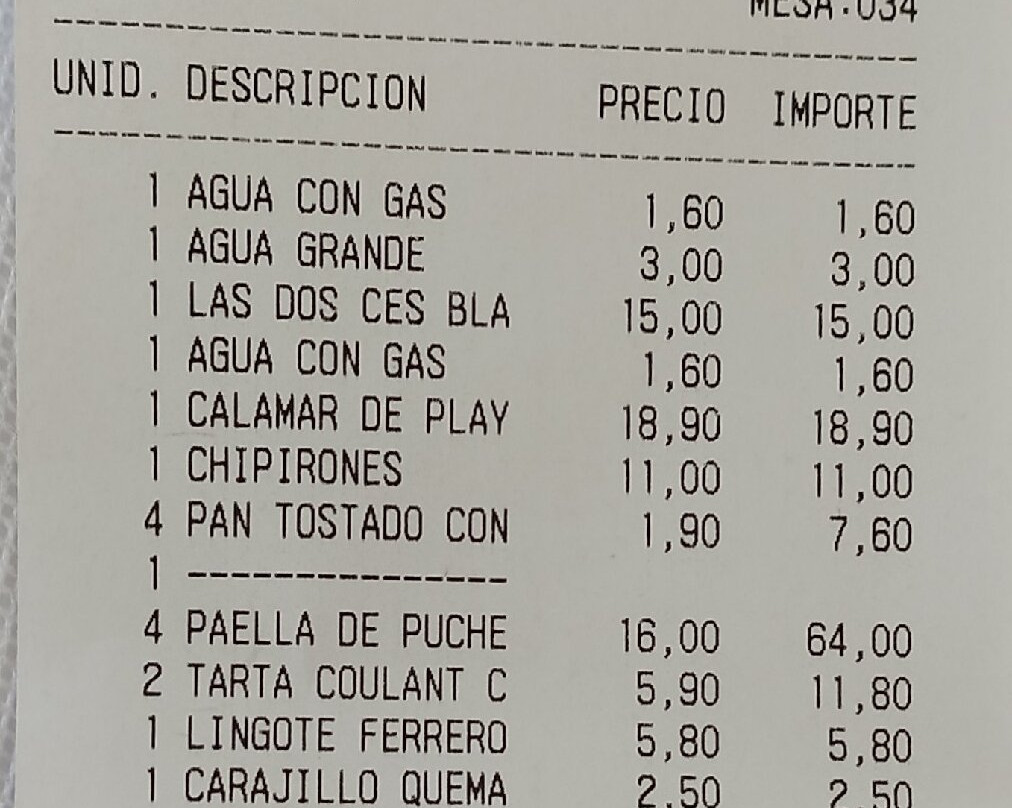 MESA:034
UNID. DESCRIPCION PRECIO IMPORTE
1 AGUA CON GAS 1,60 1,60
1 AGUA GRANDE 3,00 3,00
1 LAS DOS CES BLA 15,00 15,00
1 AGUA CON GAS 1,60 1,60
1 CALAMAR DE PLAY 18,90 18,90
1 CHIPIRONES 11,00 11,00
4 PAN TOSTADO CON 1,90 7,60
1 ---------------
4 PAELLA DE PUCHE 16,00 64,00
2 TARTA COULANT C 5,90 11,80
1 LINGOTE FERRERO 5,80 5,80
1 CARAJILLO QUEMA 2,50 2,50